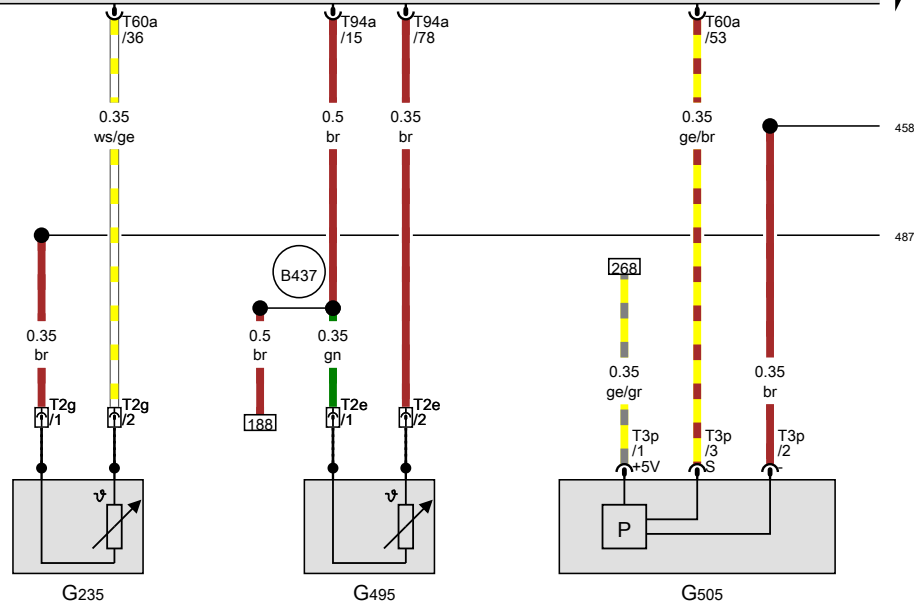 T60a
/36
T94a
/15
T94a
/78
T60a
/53
0.35
ws/ge
0.5
br
0.35
br
0.35
ge/br
458
487
B437
268
0.35
br
0.5
br
0.35
gn
0.35
ge/gr
0.35
br
T2g
/1
T2g
/2
188
T2e
/1
T2e
/2
T3p
/1
+5V
T3p
/3
S
T3p
/2
-
ϑ
ϑ
P
G235
G495
G505